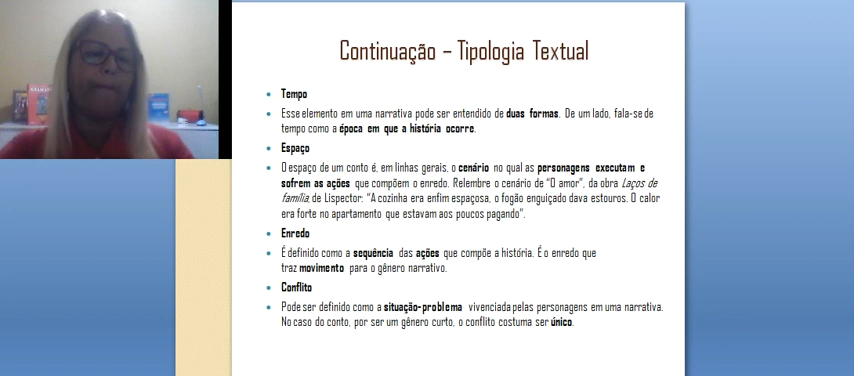 Continuação – Tipologia Textual
• Tempo
• Esse elemento em uma narrativa pode ser entendido de duas formas. De um lado, fala-se de
tempo como a época em que a história ocorre.
• Espaço
• O espaço de um conto é, em linhas gerais, o cenário no qual as personagens executam e
sofrem as ações que compõem o enredo. Relembre o cenário de “O amor”, da obra Laços de
família, de Lispector: “A cozinha era enfim espaçosa, o fogão enguiçado dava estouros. O calor
era forte no apartamento que estavam aos poucos pagando”.
• Enredo
• É definido como a sequência das ações que compõe a história. É o enredo que
traz movimento para o gênero narrativo.
• Conflito
• Pode ser definido como a situação-problema vivenciada pelas personagens em uma narrativa.
No caso do conto, por ser um gênero curto, o conflito costuma ser único.